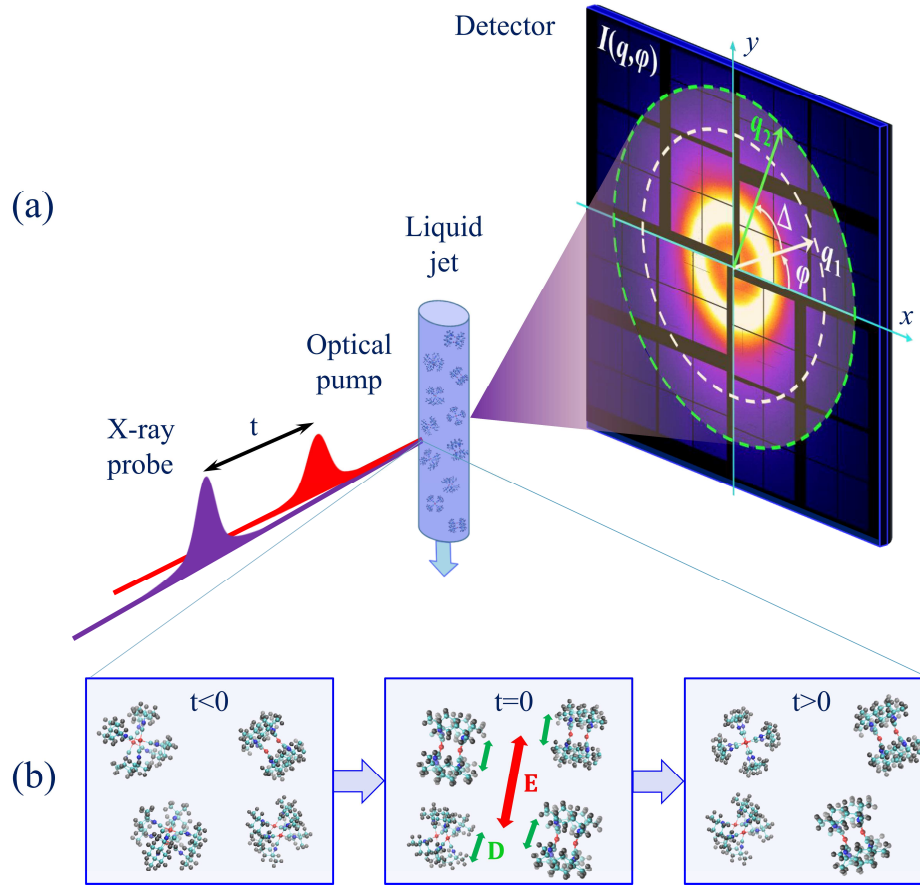 Detector
y
I(q,φ)
q₂
(a)
Δ
Liquid
jet
q₁
φ
x
Optical
pump
t
X-ray
probe
t<0
t=0
t>0
(b)
E
D